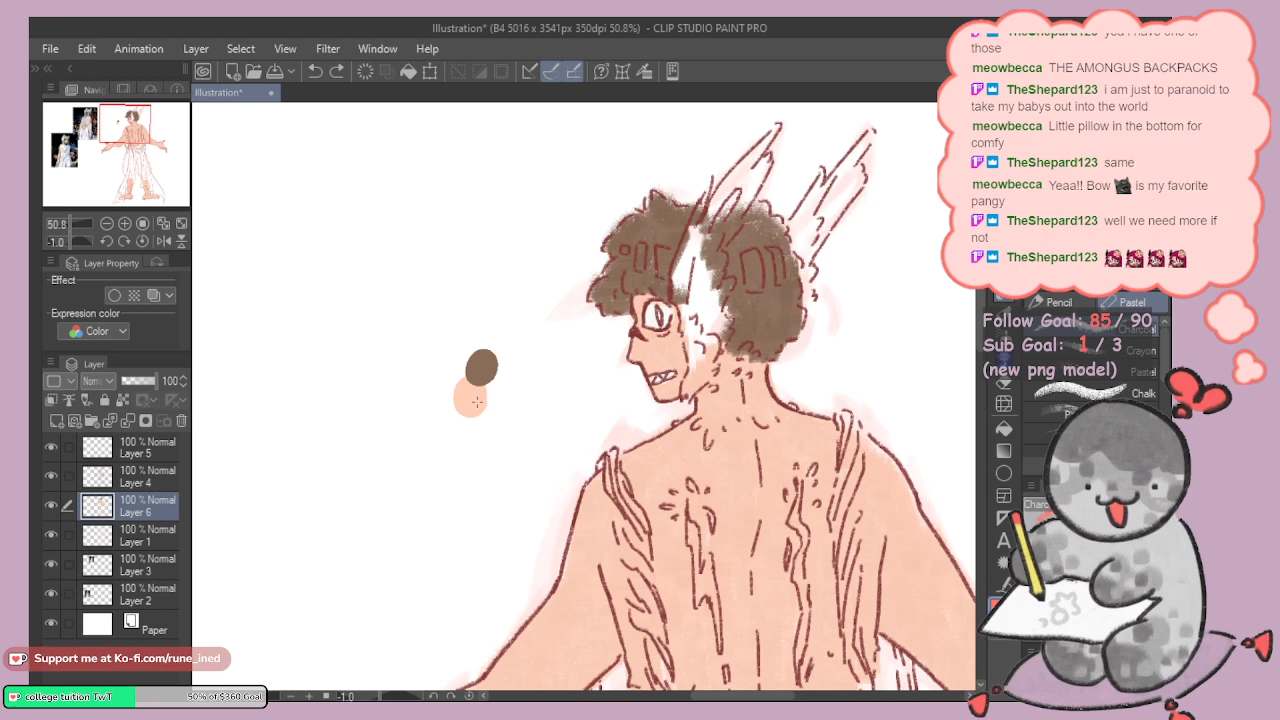 Illustration* (B4 5016 x 3541px 350dpi 50.8%) - CLIP STUDIO PAINT PRO
File Edit Animation Layer Select View Filter Window Help
Navi
Illustration*
50.8
-1.0
Layer Property
Effect
Expression color
Color
Layer
100
100 % Normal
Layer 5
100 % Normal
Layer 4
100 % Normal
Layer 6
100 % Normal
Layer 1
100 % Normal
Layer 3
100 % Normal
Layer 2
Paper
Support me at Ko-fi.com/rune_ined
college tuition TwT 50% of $360 Goal
-1.0
those
meowbecca THE AMONGUS BACKPACKS
TheShepard123 i am just to paranoid to
take my babys out into the world
meowbecca Little pillow in the bottom for
comfy
TheShepard123 same
meowbecca Yeaa!! Bow is my favorite
pangy
TheShepard123 well we need more if
not
TheShepard123
Pencil Pastel
Follow Goal: 85 / 90
Charcoal
Sub Goal: 1 / 3
Crayon
(new png model)
Pastel
Chalk